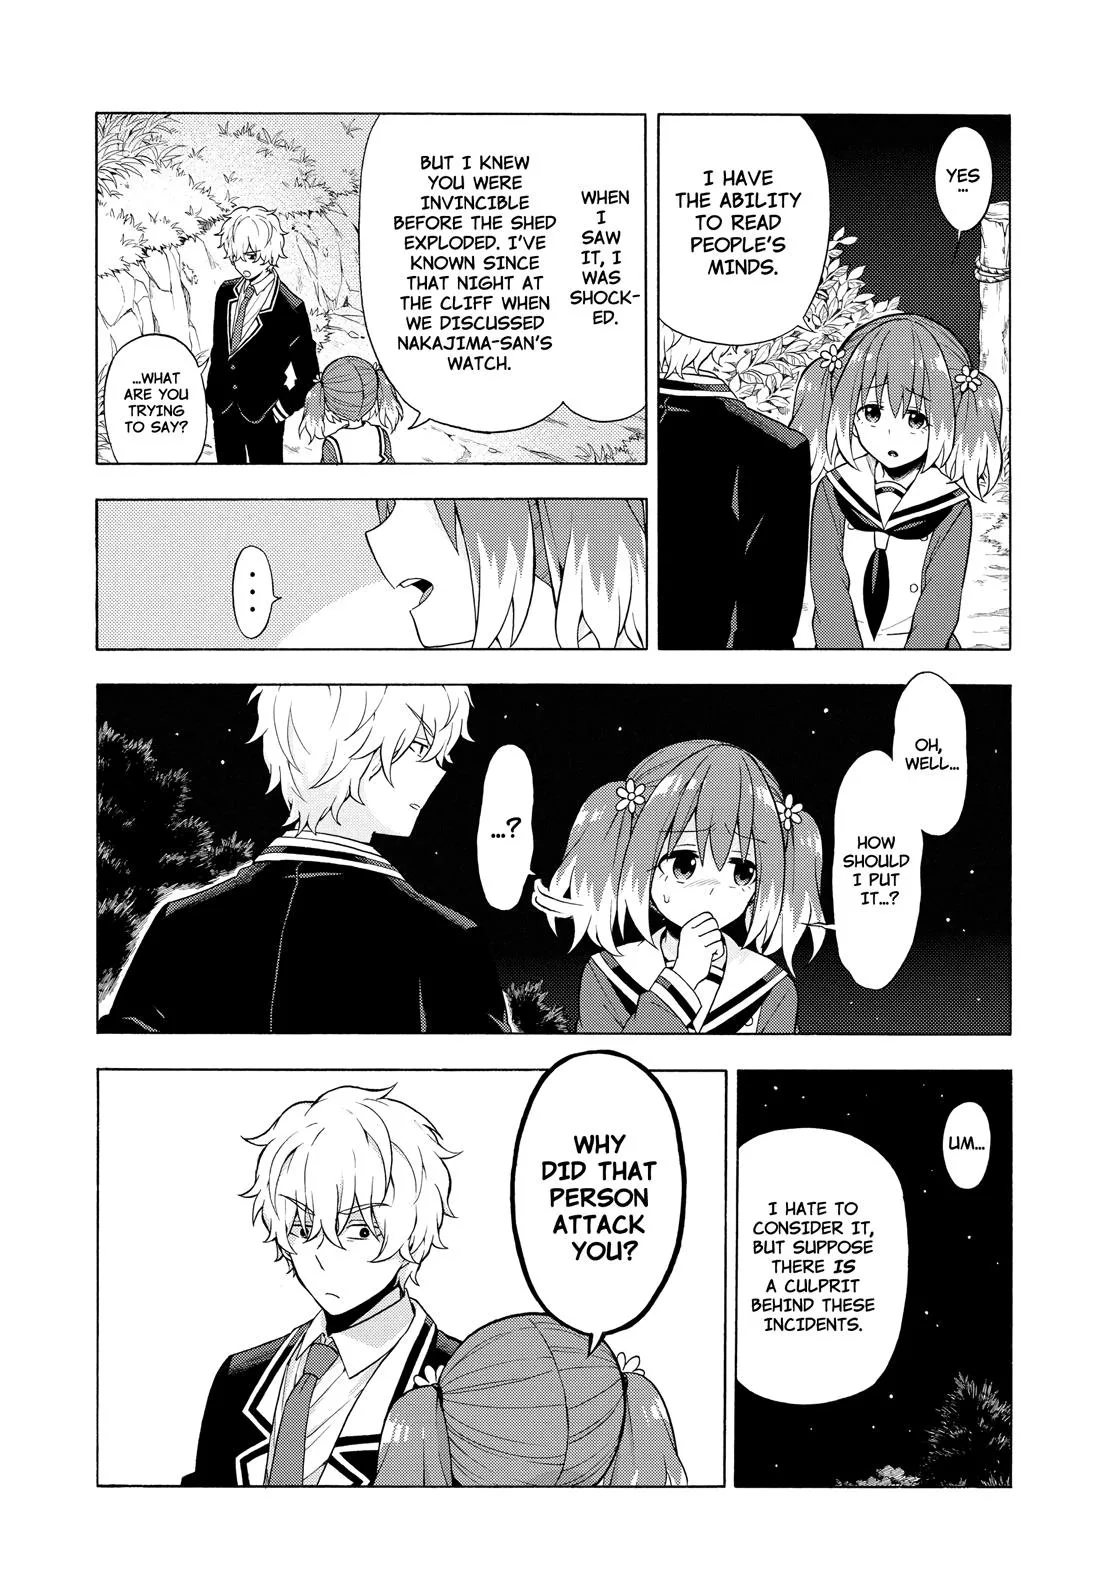 YES
...
I HAVE
THE ABILITY
TO READ
PEOPLE'S
MINDS.
WHEN
I
SAW
IT, I
WAS
SHOCK-
ED.
BUT I KNEW
YOU WERE
INVINCIBLE
BEFORE THE SHED
EXPLODED. I'VE
KNOWN SINCE
THAT NIGHT AT
THE CLIFF WHEN
WE DISCUSSED
NAKAJIMA-SAN'S
WATCH.
...WHAT
ARE YOU
TRYING
TO SAY?
...
OH,
WELL...
HOW
SHOULD
I PUT
IT...?
...?
UM...
I HATE TO
CONSIDER IT,
BUT SUPPOSE
THERE IS
A CULPRIT
BEHIND THESE
INCIDENTS.
WHY
DID THAT
PERSON
ATTACK
YOU?